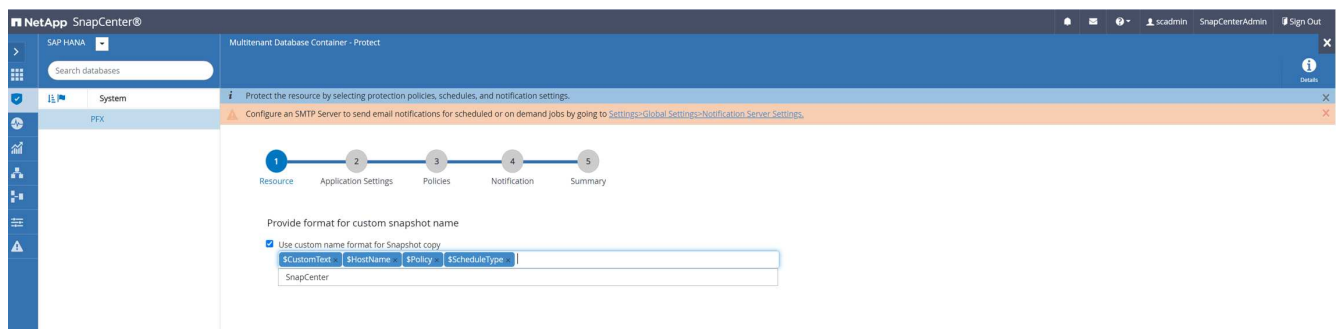 NetApp SnapCenter®
scadmin SnapCenterAdmin Sign Out
SAP HANA
Multitenant Database Container - Protect
Search databases
Details
System
PFX
i Protect the resource by selecting protection policies, schedules, and notification settings.
Configure an SMTP Server to send email notifications for scheduled or on demand jobs by going to Settings>Global Settings>Notification Server Settings.
1 2 3 4 5
Resource Application Settings Policies Notification Summary
Provide format for custom snapshot name
Use custom name format for Snapshot copy
$CustomText × $HostName × $Policy × $ScheduleType ×
SnapCenter